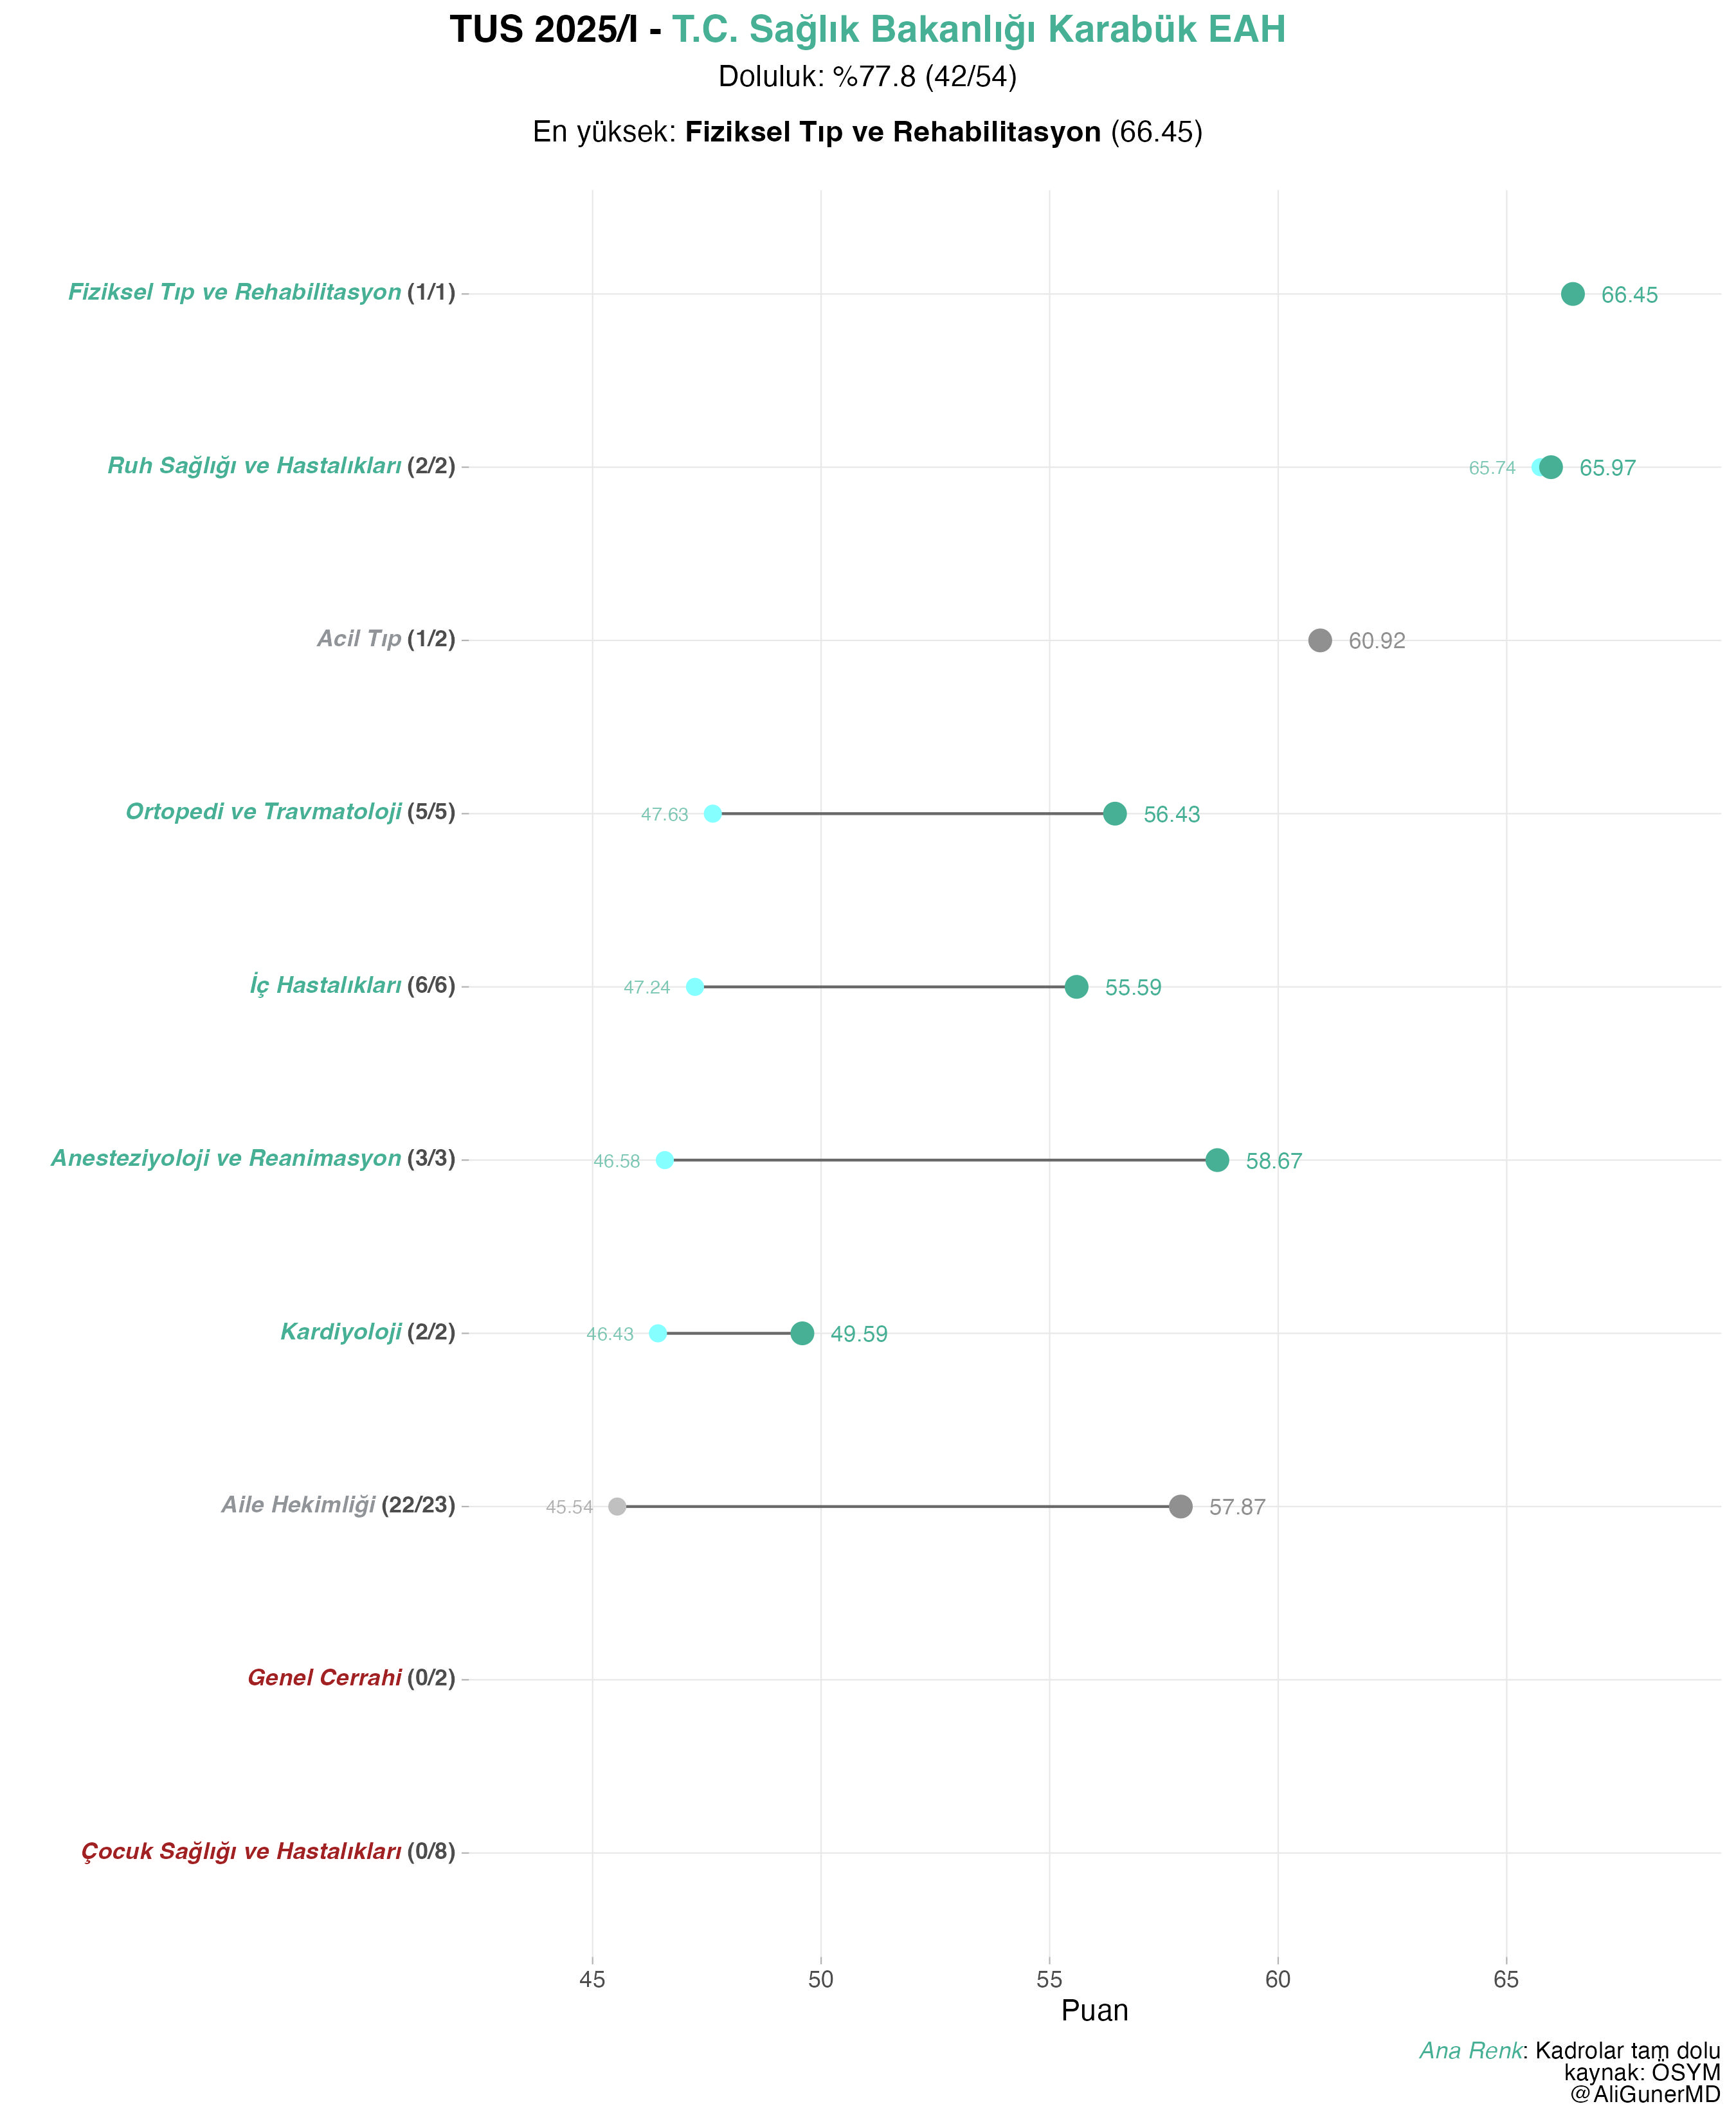 TUS 2025/I - T.C. Sağlık Bakanlığı Karabük EAH
Doluluk: %77.8 (42/54)
En yüksek: Fiziksel Tıp ve Rehabilitasyon (66.45)
Fiziksel Tıp ve Rehabilitasyon (1/1) 66.45
Ruh Sağlığı ve Hastalıkları (2/2) 65.74 65.97
Acil Tıp (1/2) 60.92
Ortopedi ve Travmatoloji (5/5) 47.63 56.43
İç Hastalıkları (6/6) 47.24 55.59
Anesteziyoloji ve Reanimasyon (3/3) 46.58 58.67
Kardiyoloji (2/2) 46.43 49.59
Aile Hekimliği (22/23) 45.54 57.87
Genel Cerrahi (0/2)
Çocuk Sağlığı ve Hastalıkları (0/8)
45 50 55 60 65
Puan
Ana Renk: Kadrolar tam dolu
kaynak: ÖSYM
@AliGunerMD